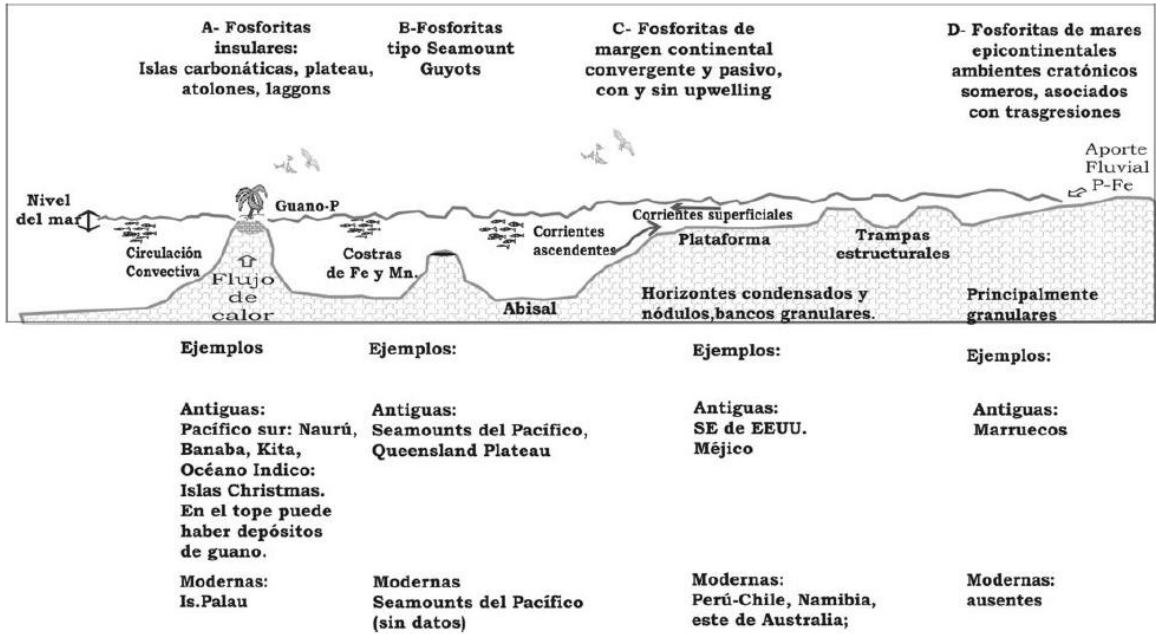 A- Fosforitas
insulares:
Islas carbonáticas, plateau,
atolones, laggons
B-Fosforitas
tipo Seamount
Guyots
C- Fosforitas de
margen continental
convergente y pasivo,
con y sin upwelling
D- Fosforitas de mares
epicontinentales
ambientes cratónicos
someros, asociados
con trasgresiones
Aporte
Fluvial
P-Fe
Nivel
del mar
Guano-P
Corrientes superficiales
Circulación
Convectiva
Costras
de Fe y Mn.
Corrientes
ascendentes
Plataforma
Trampas
estructurales
Flujo
de
calor
Abisal
Horizontes condensados y
nódulos,bancos granulares.
Principalmente
granulares
Ejemplos
Antiguas:
Pacífico sur: Naurú,
Banaba, Kita,
Océano Indico:
Islas Christmas.
En el tope puede
haber depósitos
de guano.
Modernas:
Is.Palau
Ejemplos:
Antiguas:
Seamounts del Pacífico,
Queensland Plateau
Modernas
Seamounts del Pacífico
(sin datos)
Ejemplos:
Antiguas:
SE de EEUU.
Méjico
Modernas:
Perú-Chile, Namibia,
este de Australia;
Ejemplos:
Antiguas:
Marruecos
Modernas:
ausentes